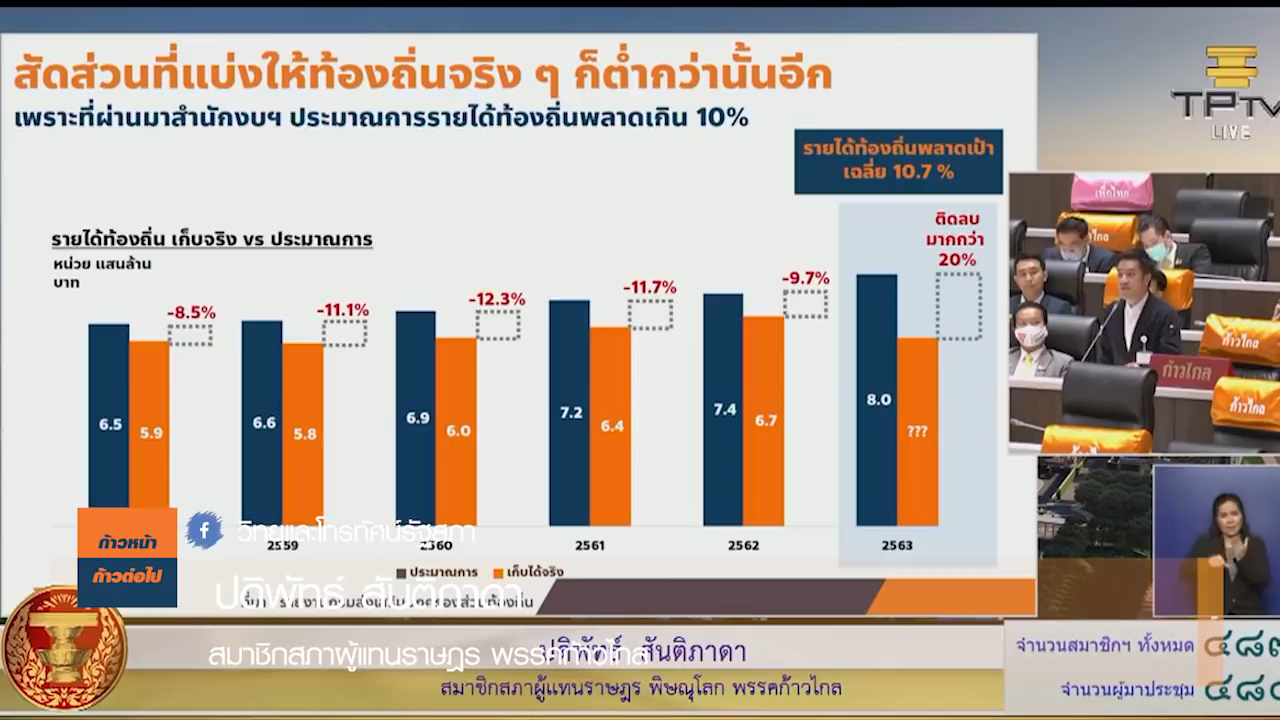 สัดส่วนที่แบ่งให้ท้องถิ่นจริง ๆ ก็ต่ำกว่านั้นอีก
เพราะที่ผ่านมาสำนักงบฯ ประมาณการรายได้ท้องถิ่นพลาดเกิน 10%
TPTV
LIVE
รายได้ท้องถิ่นพลาดเป้า
เฉลี่ย 10.7 %
เพื่อไทย
รายได้ท้องถิ่น เก็บจริง vs ประมาณการ
หน่วย แสนล้าน
บาท
ติดลบ
มากกว่า
20%
-8.5%
-11.1%
-12.3%
-11.7%
-9.7%
6.5
5.9
6.6
5.8
6.9
6.0
7.2
6.4
7.4
6.7
8.0
???
ก้าวไกล
ก้าวไกล
ก้าวไกล
2559
2560
2561
2562
2563
ประมาณการ
เก็บได้จริง
ก้าวหน้า
ก้าวต่อไป
วิทยุและโทรทัศน์รัฐสภา
ปดิพัทธ์ สันติภาดา
สมาชิกสภาผู้แทนราษฎร พรรคก้าวไกล
ปดิพัทธ์ สันติภาดา
สมาชิกสภาผู้แทนราษฎร พิษณุโลก พรรคก้าวไกล
จำนวนสมาชิกฯ ทั้งหมด
จำนวนผู้มาประชุม